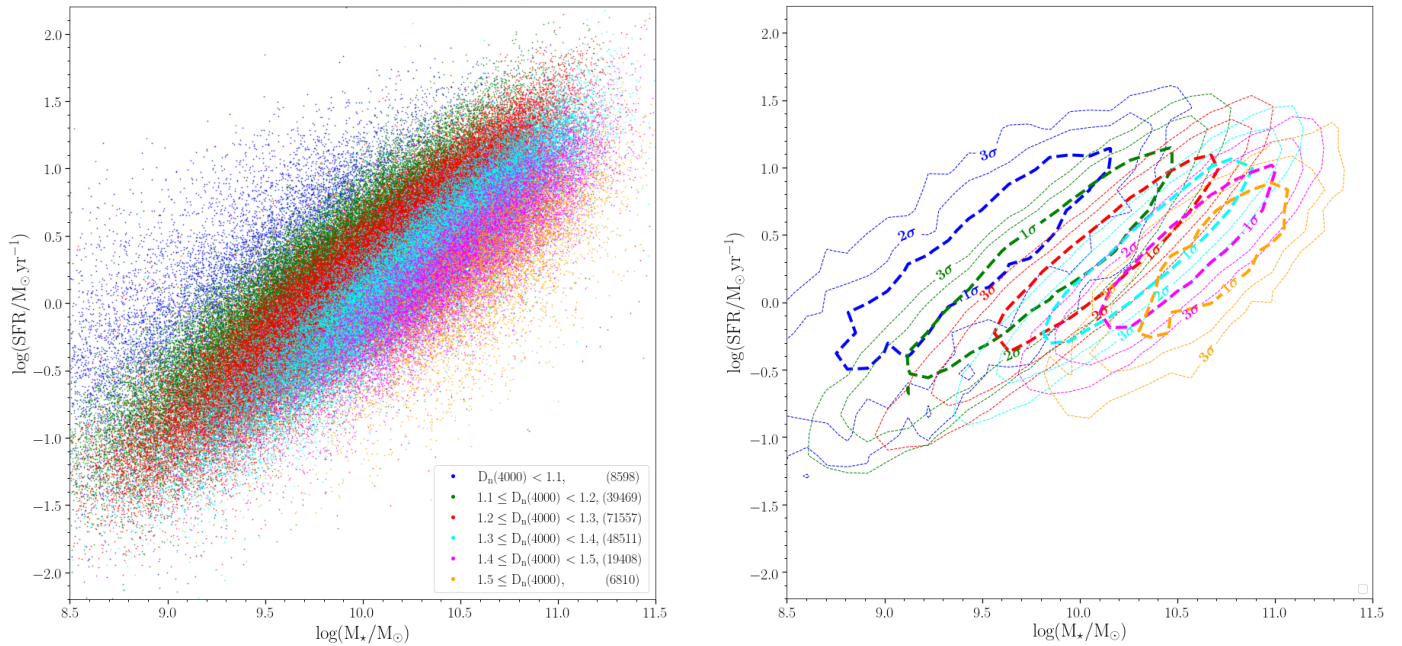 2.0
1.5
1.0
0.5
0.0
−0.5
−1.0
−1.5
−2.0
log(SFR/M⊙ yr⁻¹)
Dₙ(4000) < 1.1, (8598)
1.1 ≤ Dₙ(4000) < 1.2, (39469)
1.2 ≤ Dₙ(4000) < 1.3, (71557)
1.3 ≤ Dₙ(4000) < 1.4, (48511)
1.4 ≤ Dₙ(4000) < 1.5, (19408)
1.5 ≤ Dₙ(4000), (6810)
8.5 9.0 9.5 10.0 10.5 11.0 11.5
log(M⋆/M⊙)
2.0
1.5
1.0
0.5
0.0
−0.5
−1.0
−1.5
−2.0
log(SFR/M⊙ yr⁻¹)
3σ
2σ
1σ
3σ
1σ
2σ
3σ
1σ
2σ
2σ
1σ
2σ
3σ
1σ
3σ
1σ
3σ
8.5 9.0 9.5 10.0 10.5 11.0 11.5
log(M⋆/M⊙)